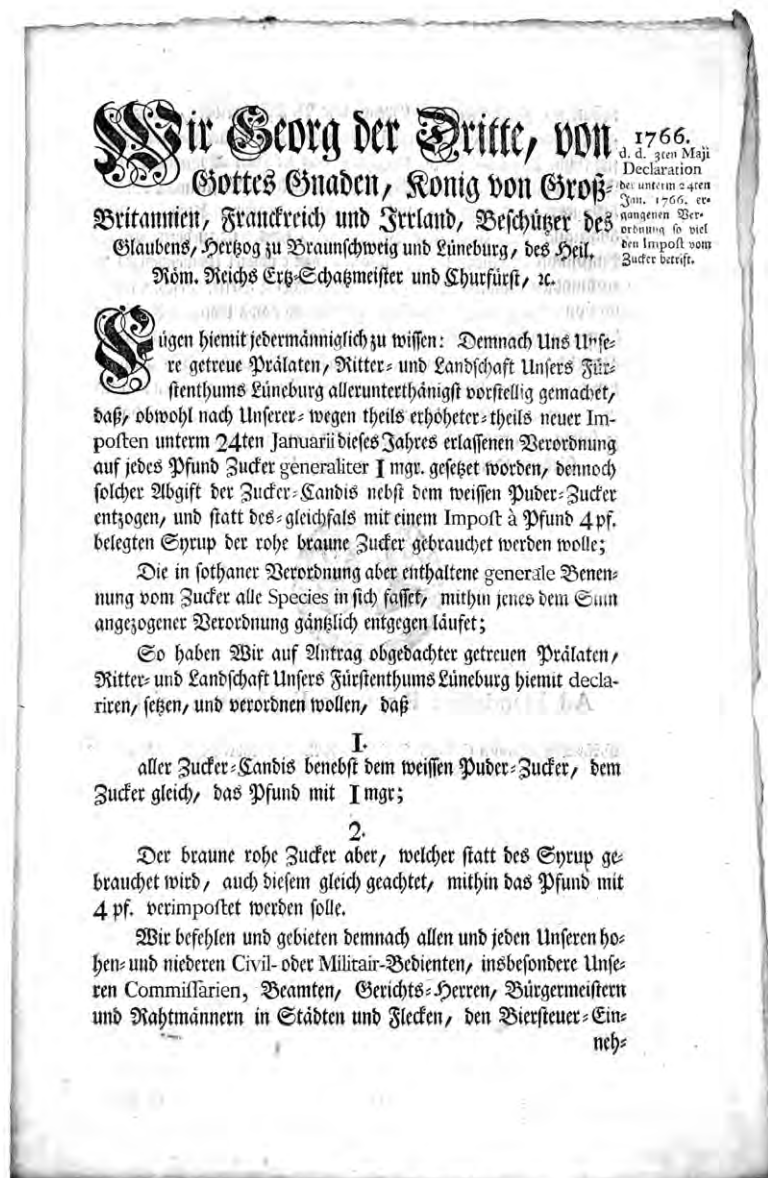 Wir Georg der Dritte, von
Gottes Gnaden, König von Groß-
Britannien, Franckreich und Irrland, Beschützer des
Glaubens, Hertzog zu Braunschweig und Lüneburg, des Heil.
Röm. Reichs Ertz-Schatzmeister und Churfürst, ꝛc.
1766.
d. d. 3ten Maji
Declaration
der unterm 24ten
Jan. 1766. er-
gangenen Ver-
ordnung so viel
den Impost vom
Zucker betrift.
Fügen hiemit jedermänniglich zu wissen: Demnach Uns Unse-
re getreue Prälaten, Ritter- und Landschaft Unsers Für-
stenthums Lüneburg allerunterthänigst vorstellig gemachet,
daß, obwohl nach Unserer- wegen theils erhöheter- theils neuer Im-
posten unterm 24ten Januarii dieses Jahres erlassenen Verordnung
auf jedes Pfund Zucker generaliter 1 mgr. gesetzet worden, dennoch
solcher Abgift der Zucker-Candis nebst dem weissen Puder-Zucker
entzogen, und statt des-gleichfals mit einem Impost à Pfund 4 pf.
belegten Syrup der rohe braune Zucker gebrauchet werden wolle;
Die in sothaner Verordnung aber enthaltene generale Benen-
nung vom Zucker alle Species in sich fasset, mithin jenes dem Sinn
angezogener Verordnung gäntzlich entgegen läufet;
So haben Wir auf Antrag obgedachter getreuen Prälaten,
Ritter- und Landschaft Unsers Fürstenthums Lüneburg hiemit decla-
riren, setzen, und verordnen wollen, daß
1.
aller Zucker-Candis benebst dem weissen Puder-Zucker, dem
Zucker gleich, das Pfund mit 1 mgr;
2.
Der braune rohe Zucker aber, welcher statt des Syrup ge-
brauchet wird, auch diesem gleich geachtet, mithin das Pfund mit
4 pf. verimpostet werden solle.
Wir befehlen und gebieten demnach allen und jeden Unseren ho-
hen- und niederen Civil- oder Militair-Bedienten, insbesondere Unse-
ren Commissarien, Beamten, Gerichts-Herren, Bürgermeistern
und Rahtmännern in Städten und Flecken, den Biersteuer-Ein-
neh-